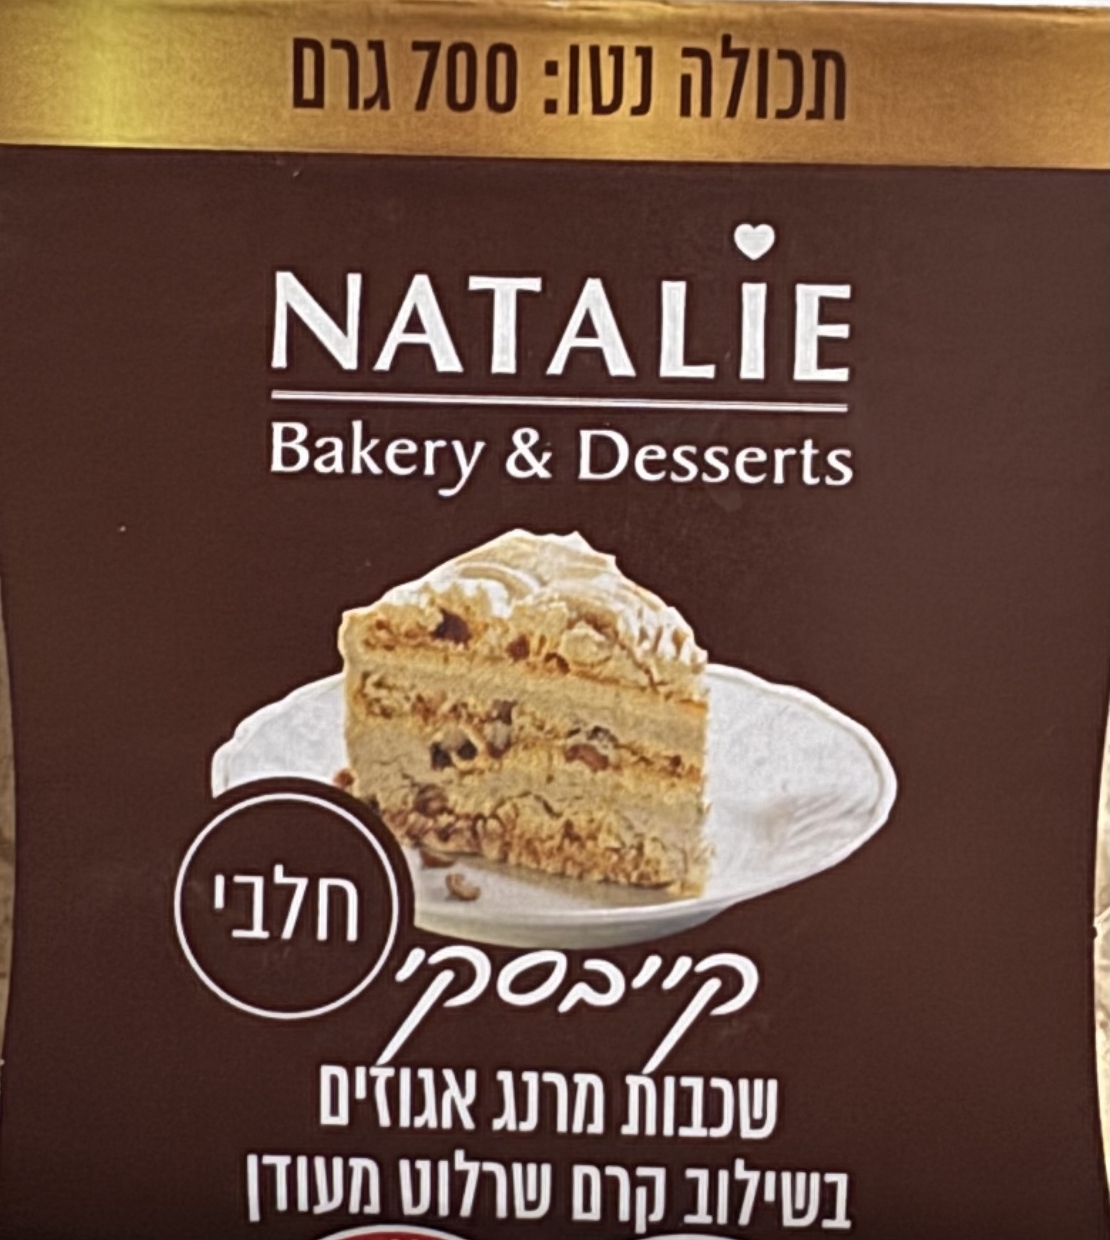 תכולה נטו: 700 גרם
NATALIE
Bakery & Desserts
חלבי
קייבסקי
שכבות מרנג אגוזים
בשילוב קרם שרלוט מעודן